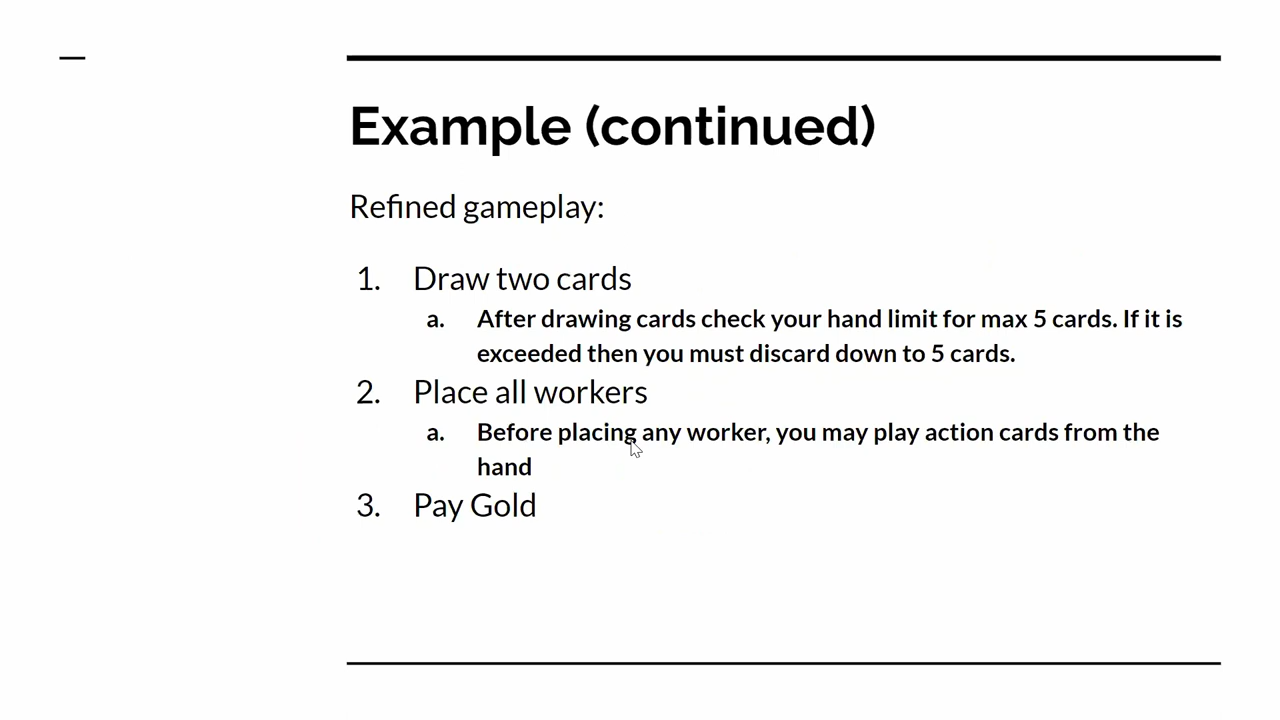 Example (continued)
Refined gameplay:
1. Draw two cards
a. After drawing cards check your hand limit for max 5 cards. If it is
exceeded then you must discard down to 5 cards.
2. Place all workers
a. Before placing any worker, you may play action cards from the
hand
3. Pay Gold